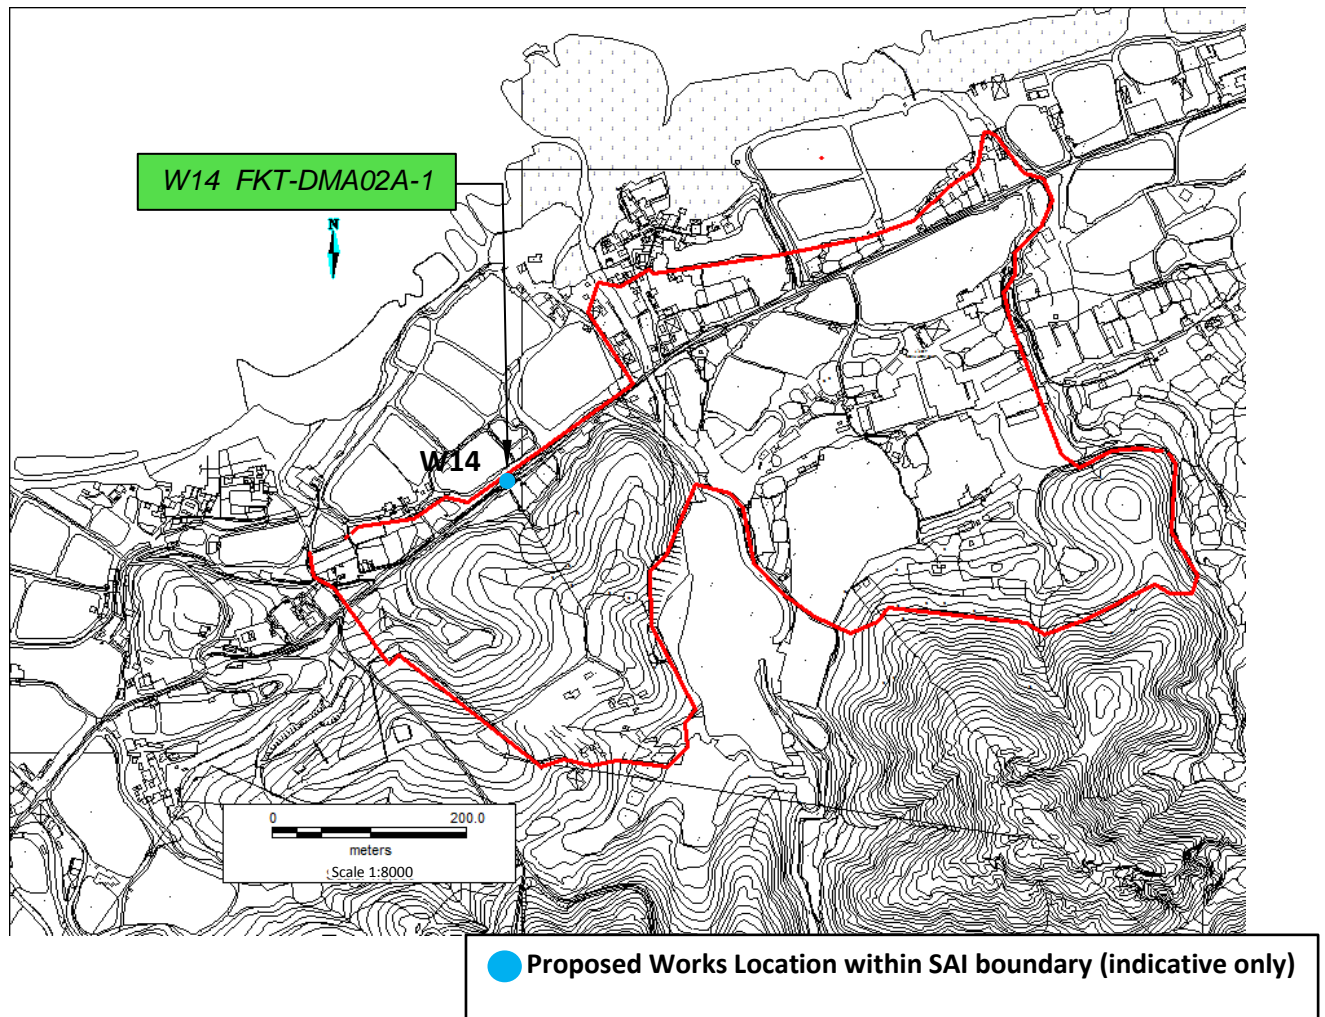 W14 FKT-DMA02A-1
N
W14
0 200.0
meters
Scale 1:8000
Proposed Works Location within SAI boundary (indicative only)